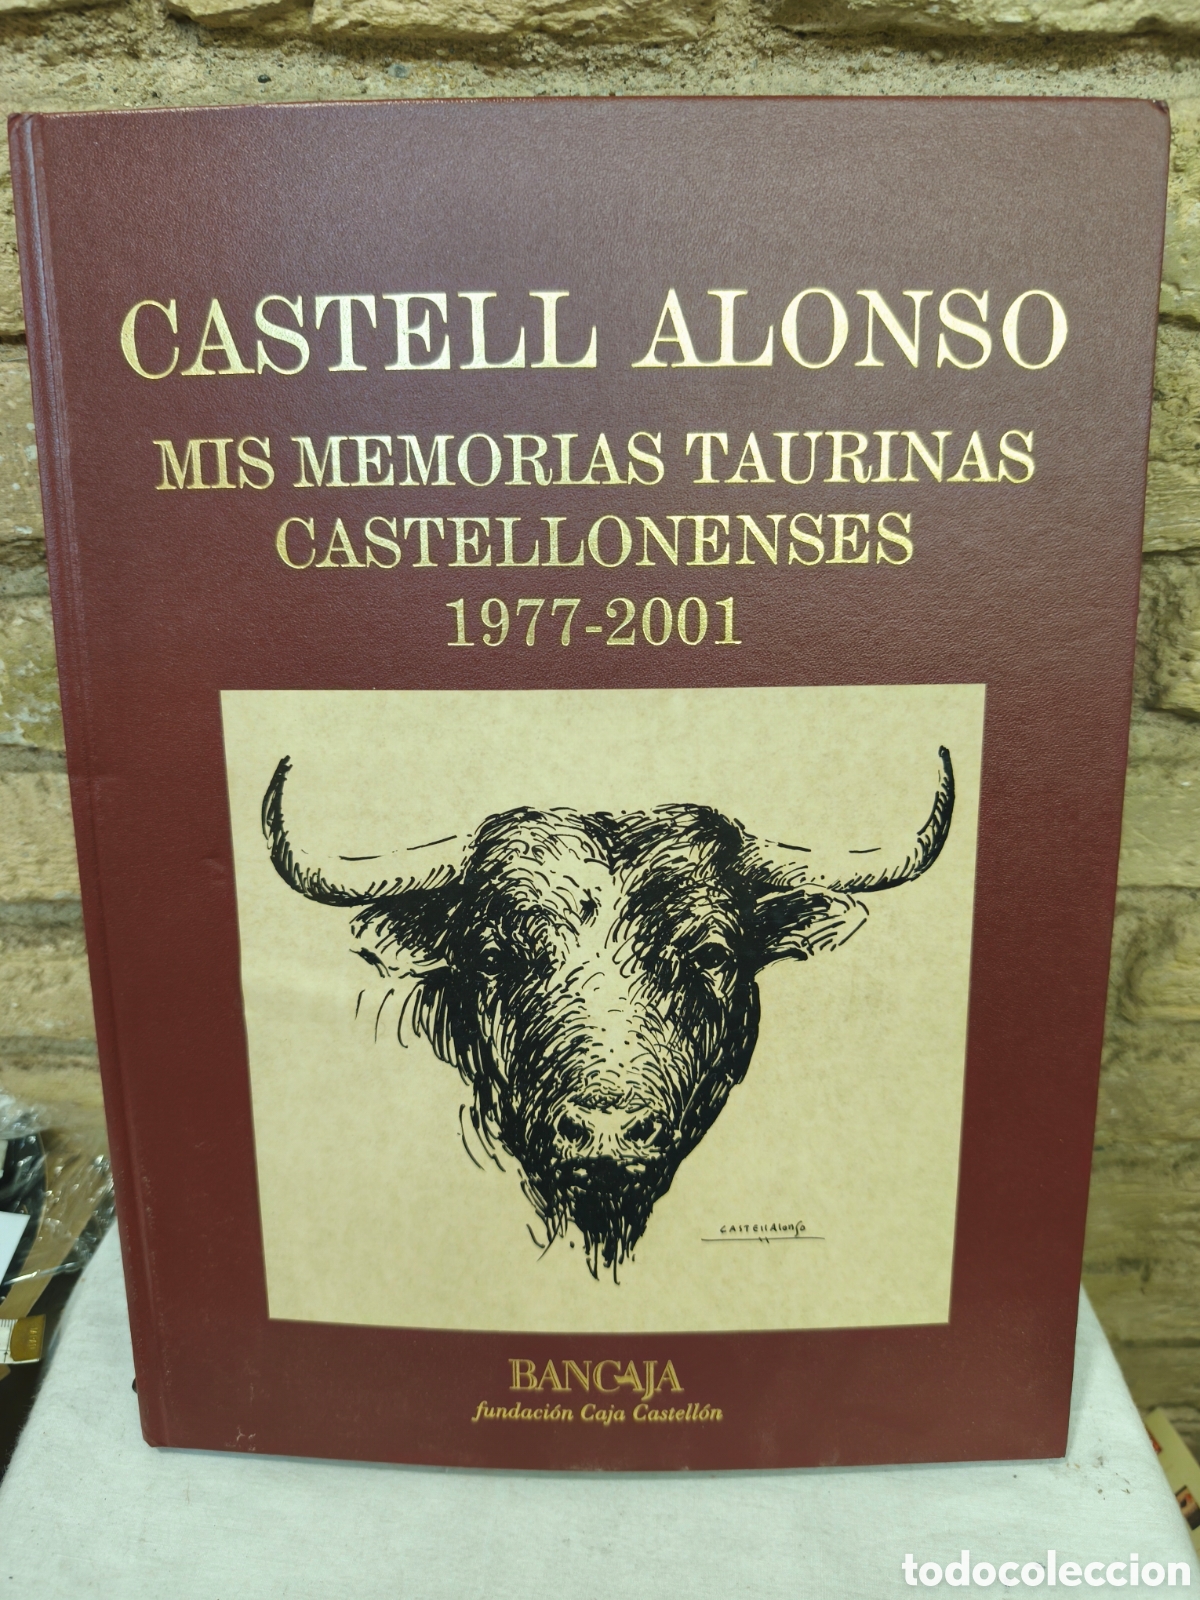 CASTELL ALONSO
MIS MEMORIAS TAURINAS
CASTELLONENSES
1977-2001
CASTELLAlonso
BANCAJA
fundación Caja Castellón
todocoleccion